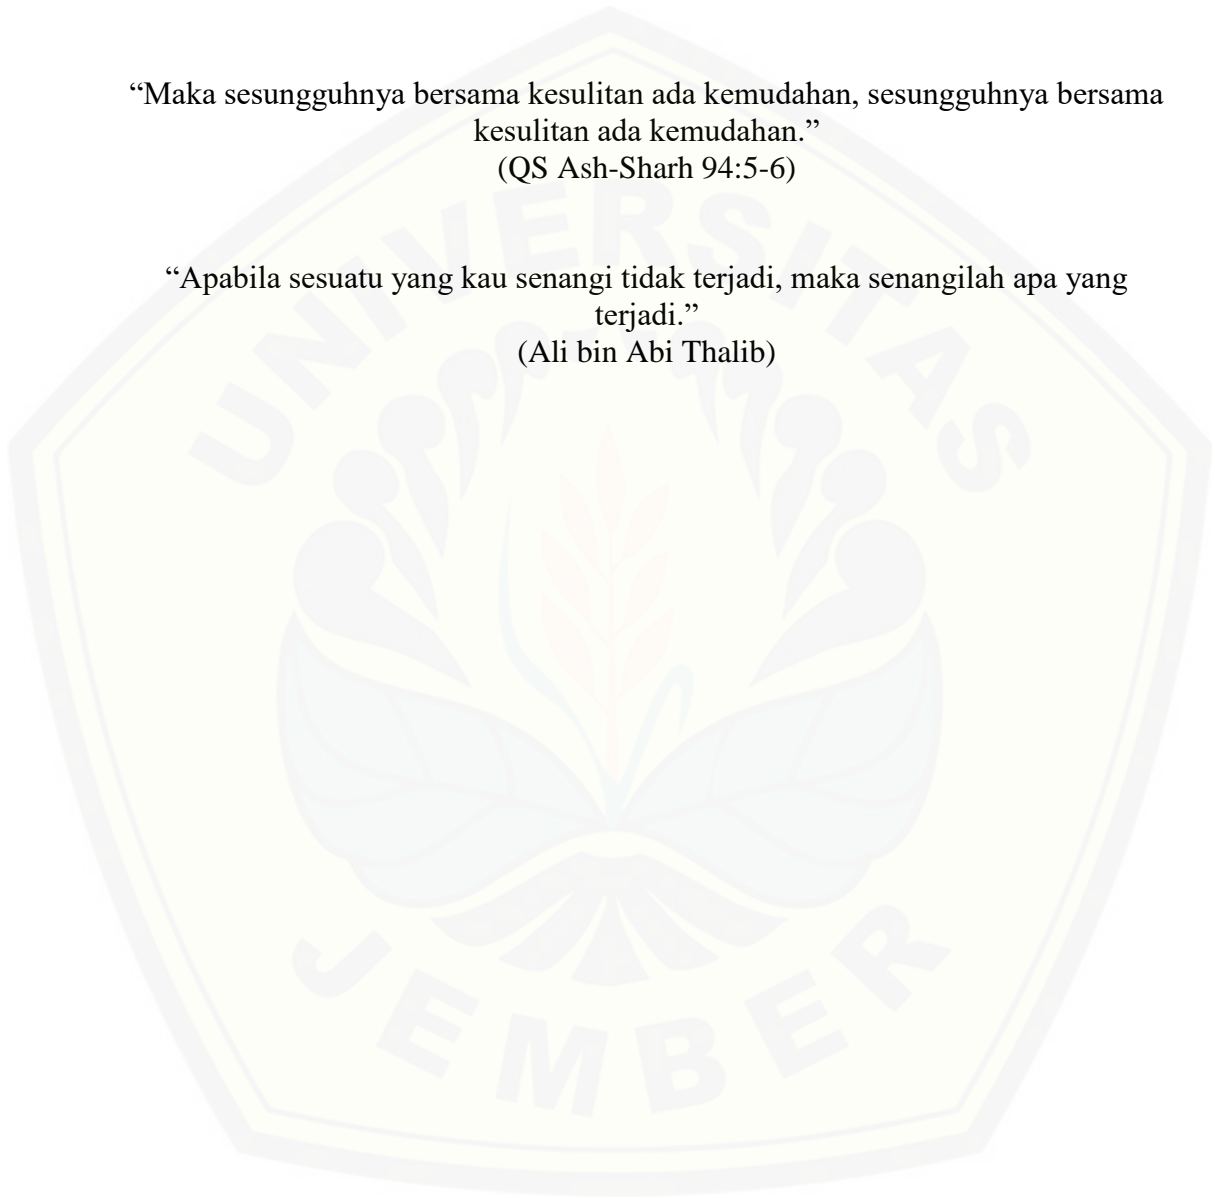 “Maka sesungguhnya bersama kesulitan ada kemudahan, sesungguhnya bersama
kesulitan ada kemudahan.”
(QS Ash-Sharh 94:5-6)
“Apabila sesuatu yang kau senangi tidak terjadi, maka senangilah apa yang
terjadi.”
(Ali bin Abi Thalib)
UNIVERSITAS
JEMBER